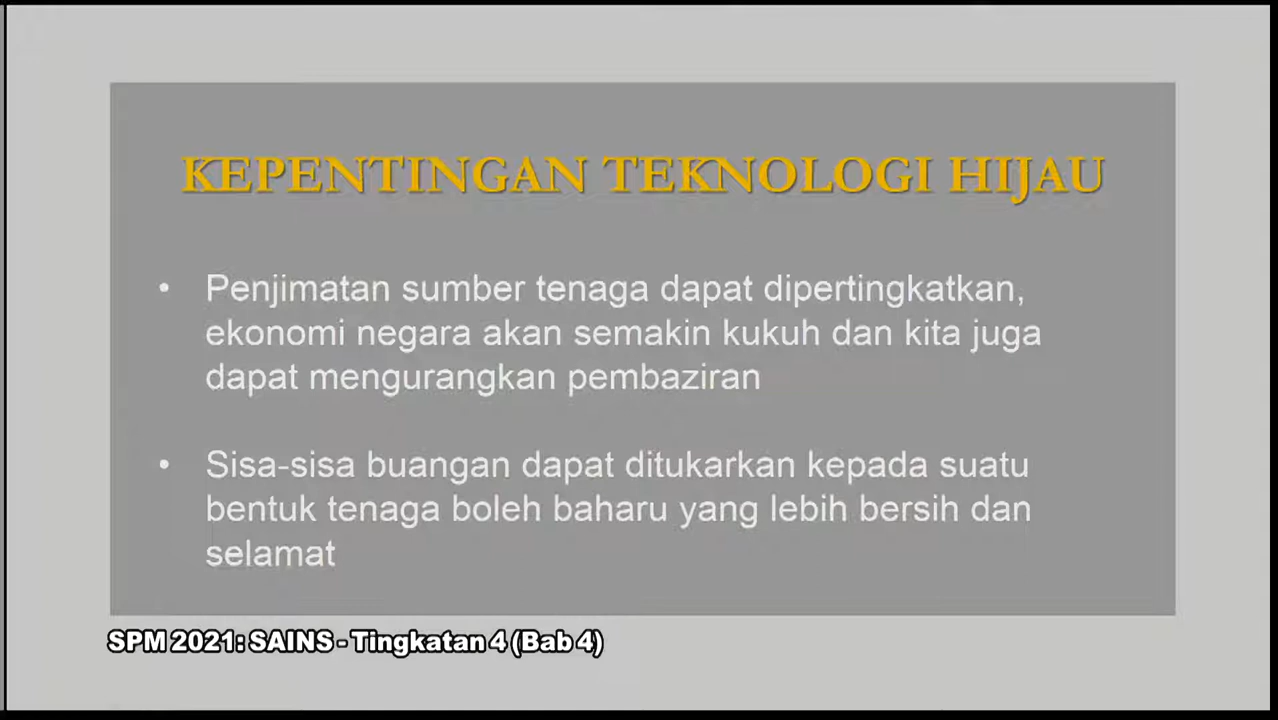 KEPENTINGAN TEKNOLOGI HIJAU
• Penjimatan sumber tenaga dapat dipertingkatkan,
ekonomi negara akan semakin kukuh dan kita juga
dapat mengurangkan pembaziran
• Sisa-sisa buangan dapat ditukarkan kepada suatu
bentuk tenaga boleh baharu yang lebih bersih dan
selamat
SPM 2021: SAINS - Tingkatan 4 (Bab 4)